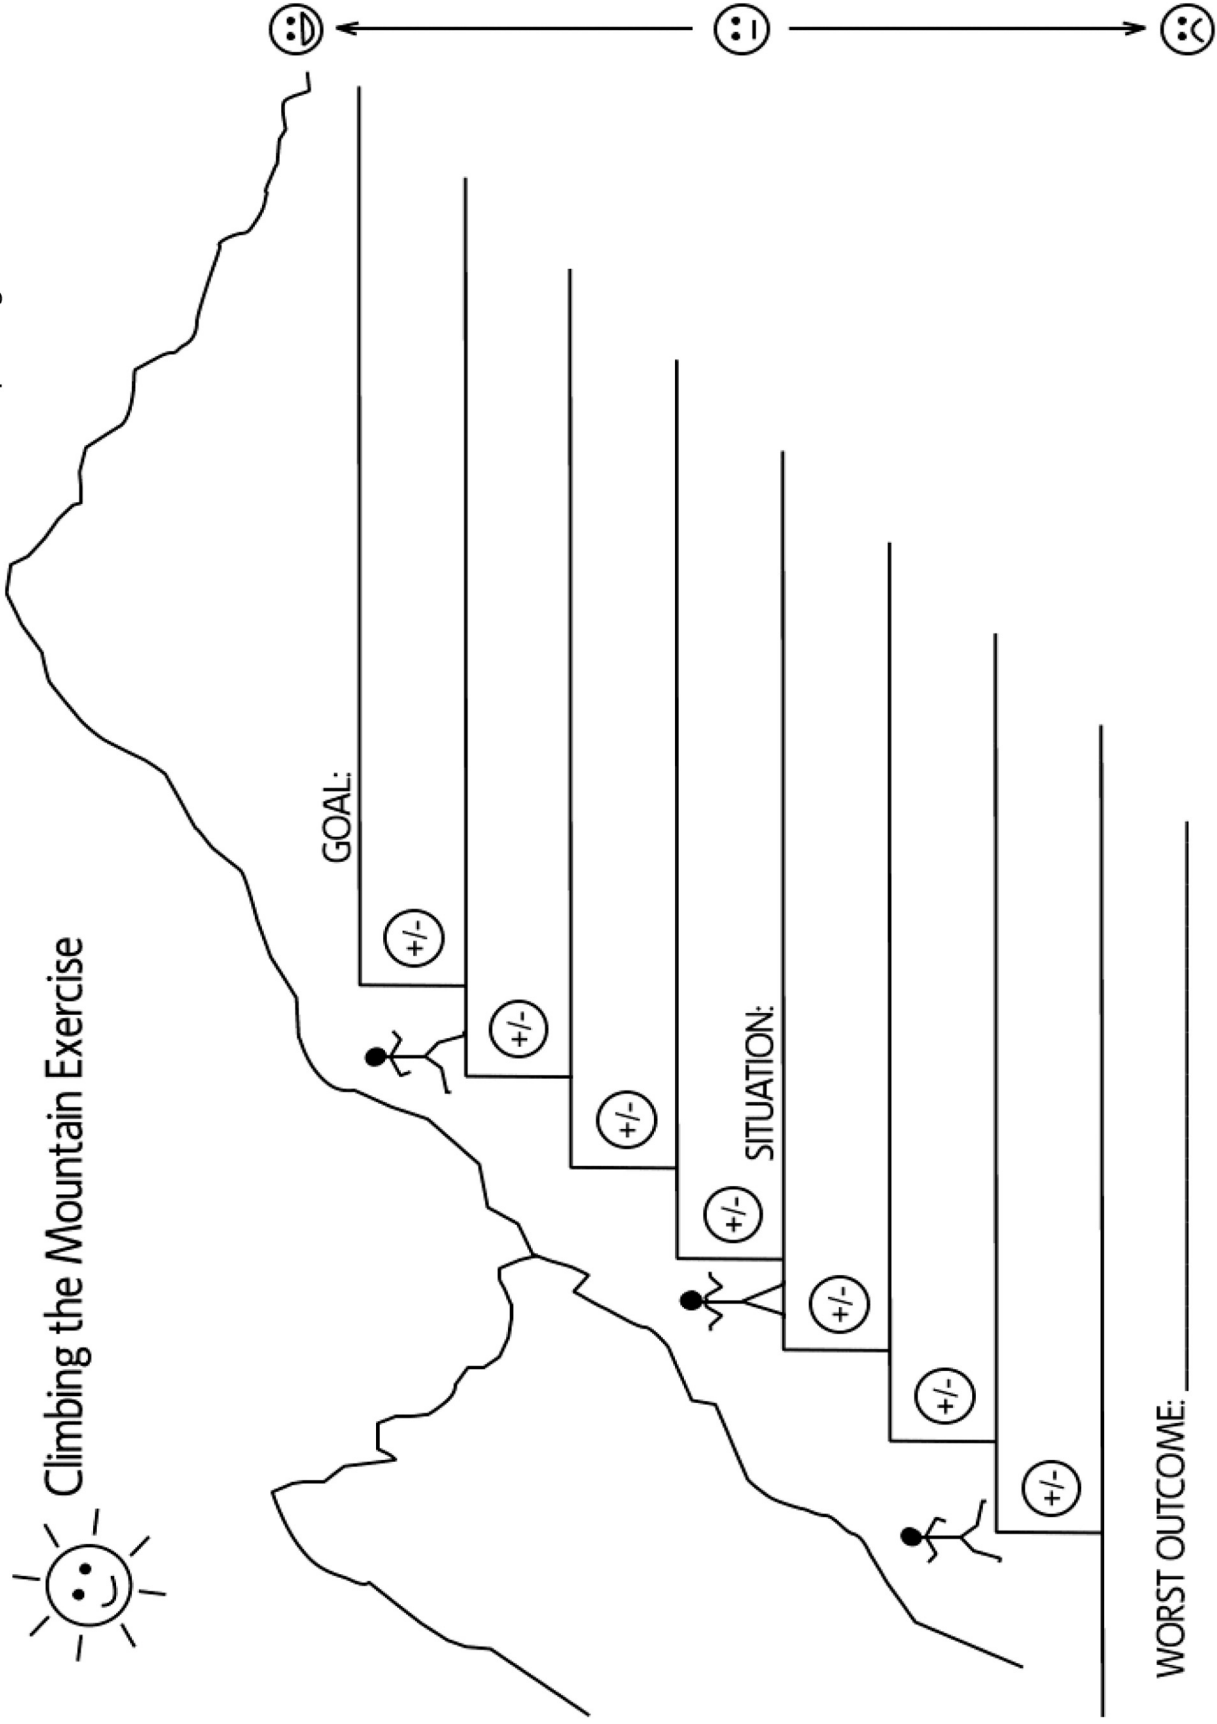 Climbing the Mountain Exercise
GOAL:
+/-
+/-
+/-
+/-
SITUATION:
+/-
+/-
+/-
WORST OUTCOME: